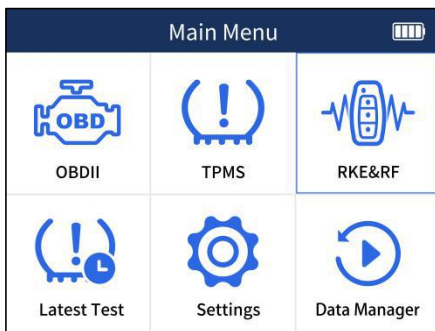 Main Menu
OBD
OBDII
TPMS
RKE&RF
Latest Test
Settings
Data Manager